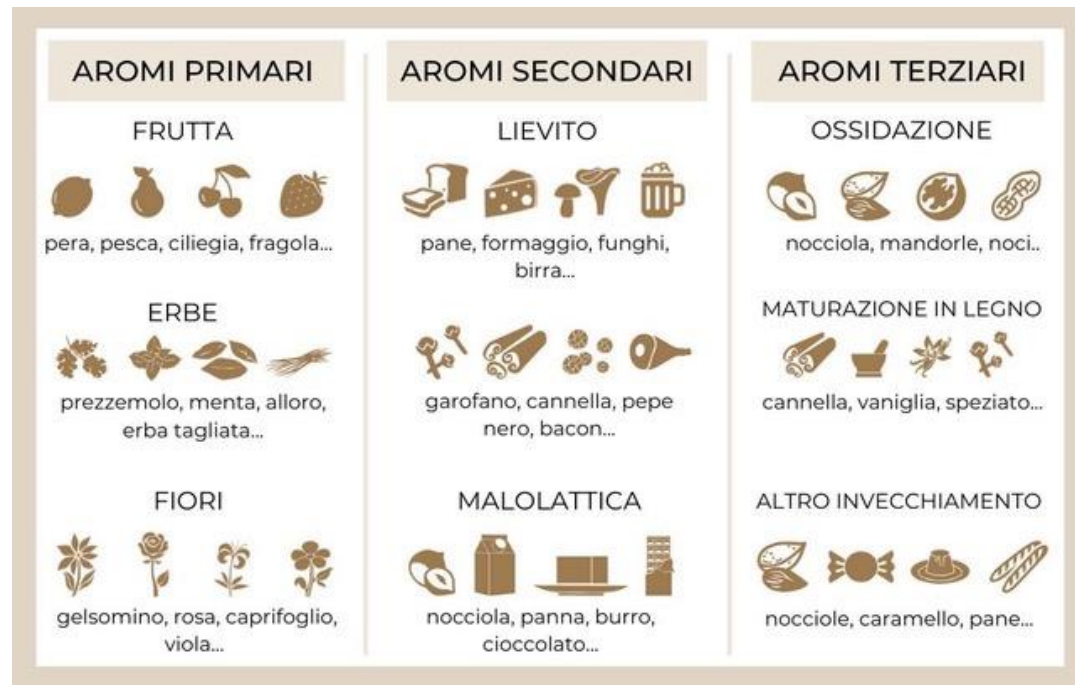 AROMI PRIMARI
FRUTTA
pera, pesca, ciliegia, fragola...
ERBE
prezzemolo, menta, alloro,
erba tagliata...
FIORI
gelsomino, rosa, caprifoglio,
viola...
AROMI SECONDARI
LIEVITO
pane, formaggio, funghi,
birra...
garofano, cannella, pepe
nero, bacon...
MALOLATTICA
nocciola, panna, burro,
cioccolato...
AROMI TERZIARI
OSSIDAZIONE
nocciola, mandorle, noci..
MATURAZIONE IN LEGNO
cannella, vaniglia, speziato...
ALTRO INVECCHIAMENTO
nocciole, caramello, pane...